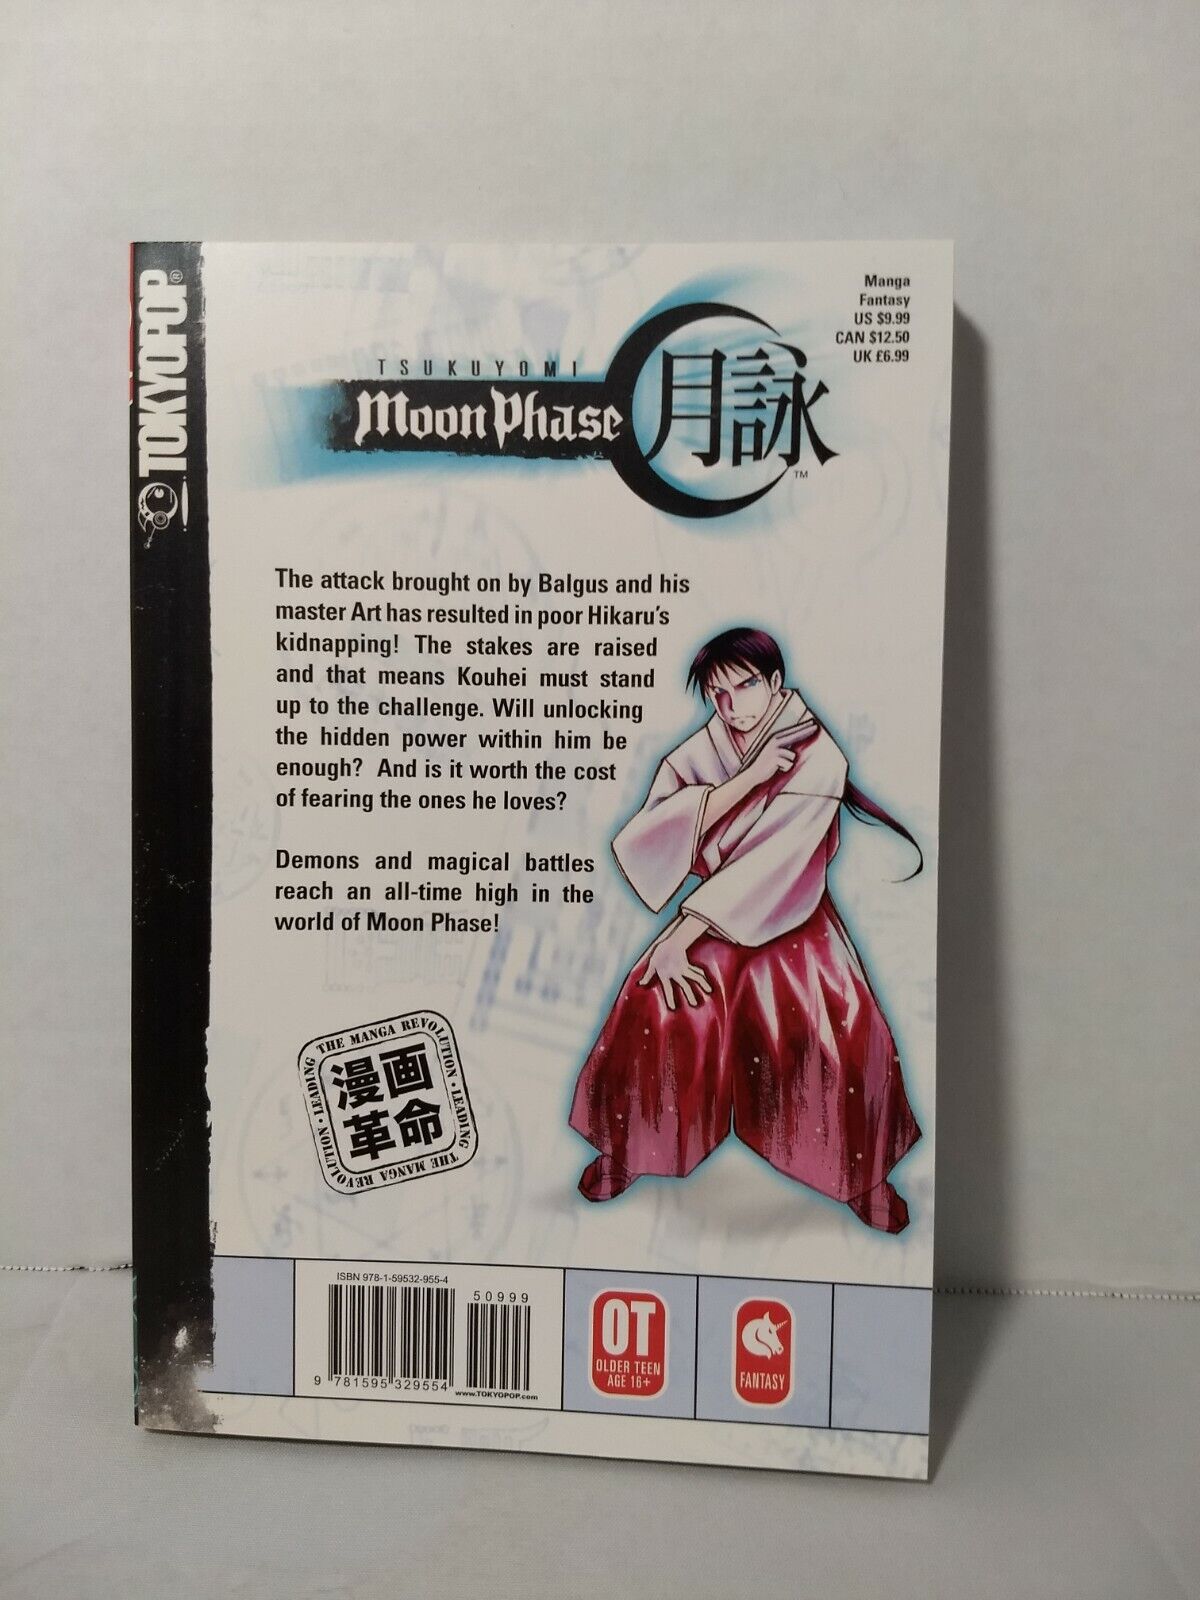 TOKYOPOP®
Manga
Fantasy
US $9.99
CAN $12.50
UK £6.99
TSUKUYOMI
Moon Phase
月詠
TM
The attack brought on by Balgus and his
master Art has resulted in poor Hikaru's
kidnapping! The stakes are raised
and that means Kouhei must stand
up to the challenge. Will unlocking
the hidden power within him be
enough? And is it worth the cost
of fearing the ones he loves?
Demons and magical battles
reach an all-time high in the
world of Moon Phase!
LEADING THE MANGA REVOLUTION • LEADING THE MANGA REVOLUTION •
漫画
革命
ISBN 978-1-59532-955-4
50999
9 781595 329554
www.TOKYOPOP.com
OT
OLDER TEEN
AGE 16+
FANTASY